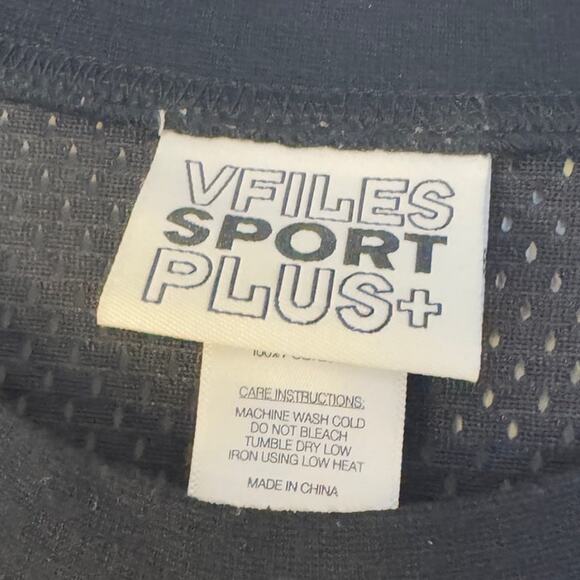 VFILES
SPORT
PLUS+
CARE INSTRUCTIONS:
MACHINE WASH COLD
DO NOT BLEACH
TUMBLE DRY LOW
IRON USING LOW HEAT
MADE IN CHINA